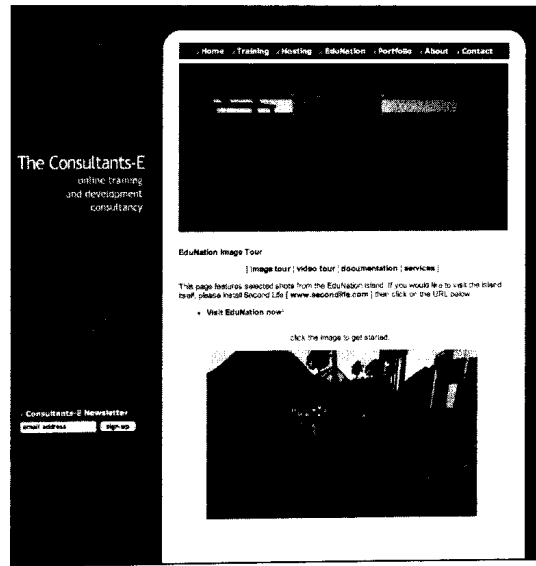 Home Training Hosting EduNation Portfolio About Contact
The Consultants-E
online training
and development
consultancy
EduNation Image Tour
[ image tour | video tour | documentation | services ]
This page features selected shots from the EduNation island. If you would like to visit the island
itself, please install Second Life [ www.secondlife.com ] then click on the URL below
• Visit EduNation now!
click the image to get started.
Consultants-E Newsletter
email address sign-up